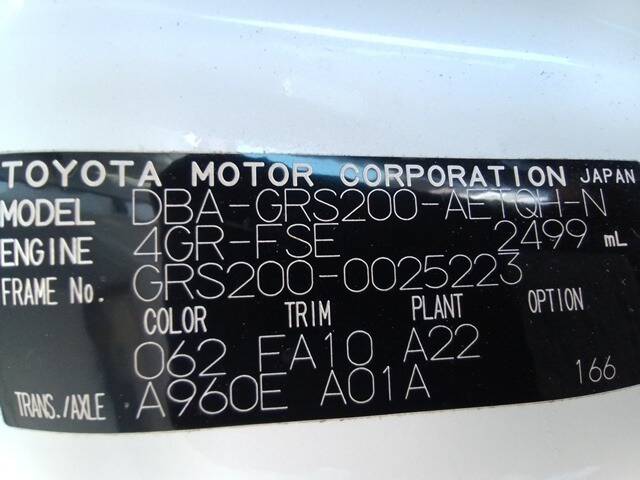 TOYOTA MOTOR CORPORATION JAPAN
MODEL DBA-GRS200-AETQH-N
ENGINE 4GR-FSE 2499 mL
FRAME No. GRS200-0025223
COLOR TRIM PLANT OPTION
062 FA10 A22
TRANS./AXLE A960E A01A 166